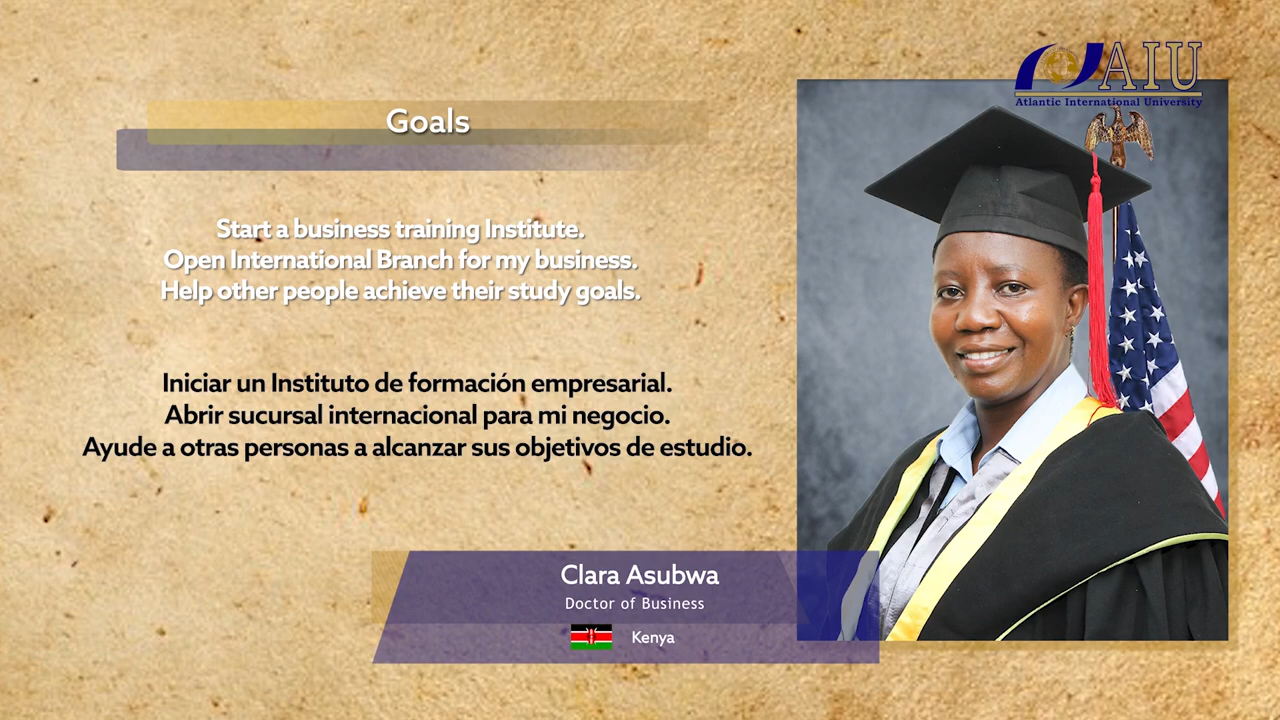 AIU
Atlantic International University
Goals
Start a business training Institute.
Open International Branch for my business.
Help other people achieve their study goals.
Iniciar un Instituto de formación empresarial.
Abrir sucursal internacional para mi negocio.
Ayude a otras personas a alcanzar sus objetivos de estudio.
Clara Asubwa
Doctor of Business
Kenya